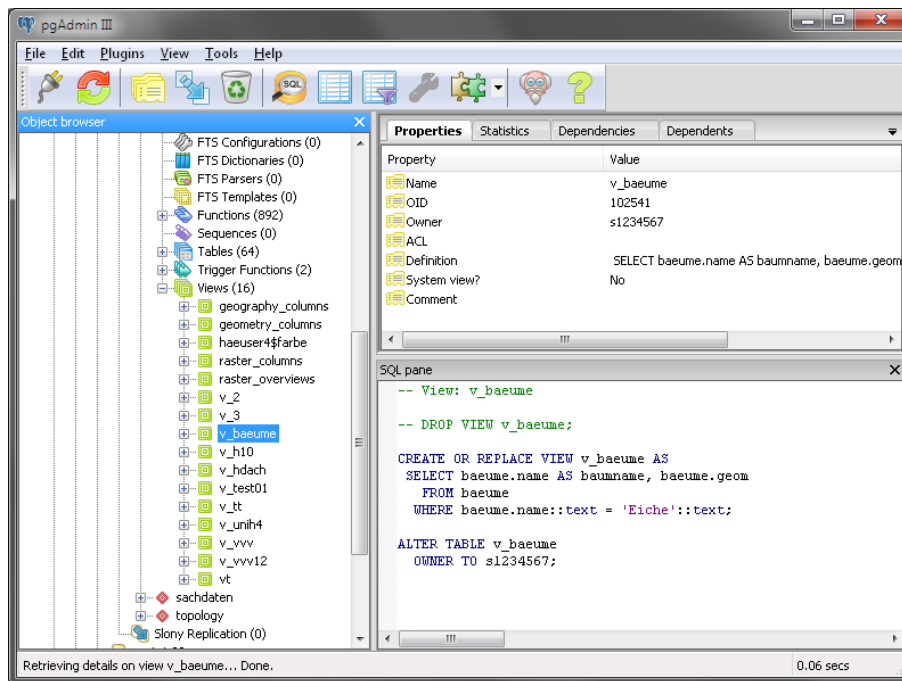 pgAdmin III
File Edit Plugins View Tools Help
SQL
Object browser
FTS Configurations (0)
FTS Dictionaries (0)
FTS Parsers (0)
FTS Templates (0)
Functions (892)
Sequences (0)
Tables (64)
Trigger Functions (2)
Views (16)
geography_columns
geometry_columns
haeuser4$farbe
raster_columns
raster_overviews
v_2
v_3
v_baeume
v_h10
v_hdach
v_test01
v_tt
v_unih4
v_vvv
v_vvv12
vt
sachdaten
topology
Slony Replication (0)
Properties Statistics Dependencies Dependents
Property Value
Name v_baeume
OID 102541
Owner s1234567
ACL
Definition SELECT baeume.name AS baumname, baeume.geom
System view? No
Comment
SQL pane
-- View: v_baeume
-- DROP VIEW v_baeume;
CREATE OR REPLACE VIEW v_baeume AS
SELECT baeume.name AS baumname, baeume.geom
FROM baeume
WHERE baeume.name::text = 'Eiche'::text;
ALTER TABLE v_baeume
OWNER TO s1234567;
Retrieving details on view v_baeume... Done. 0.06 secs